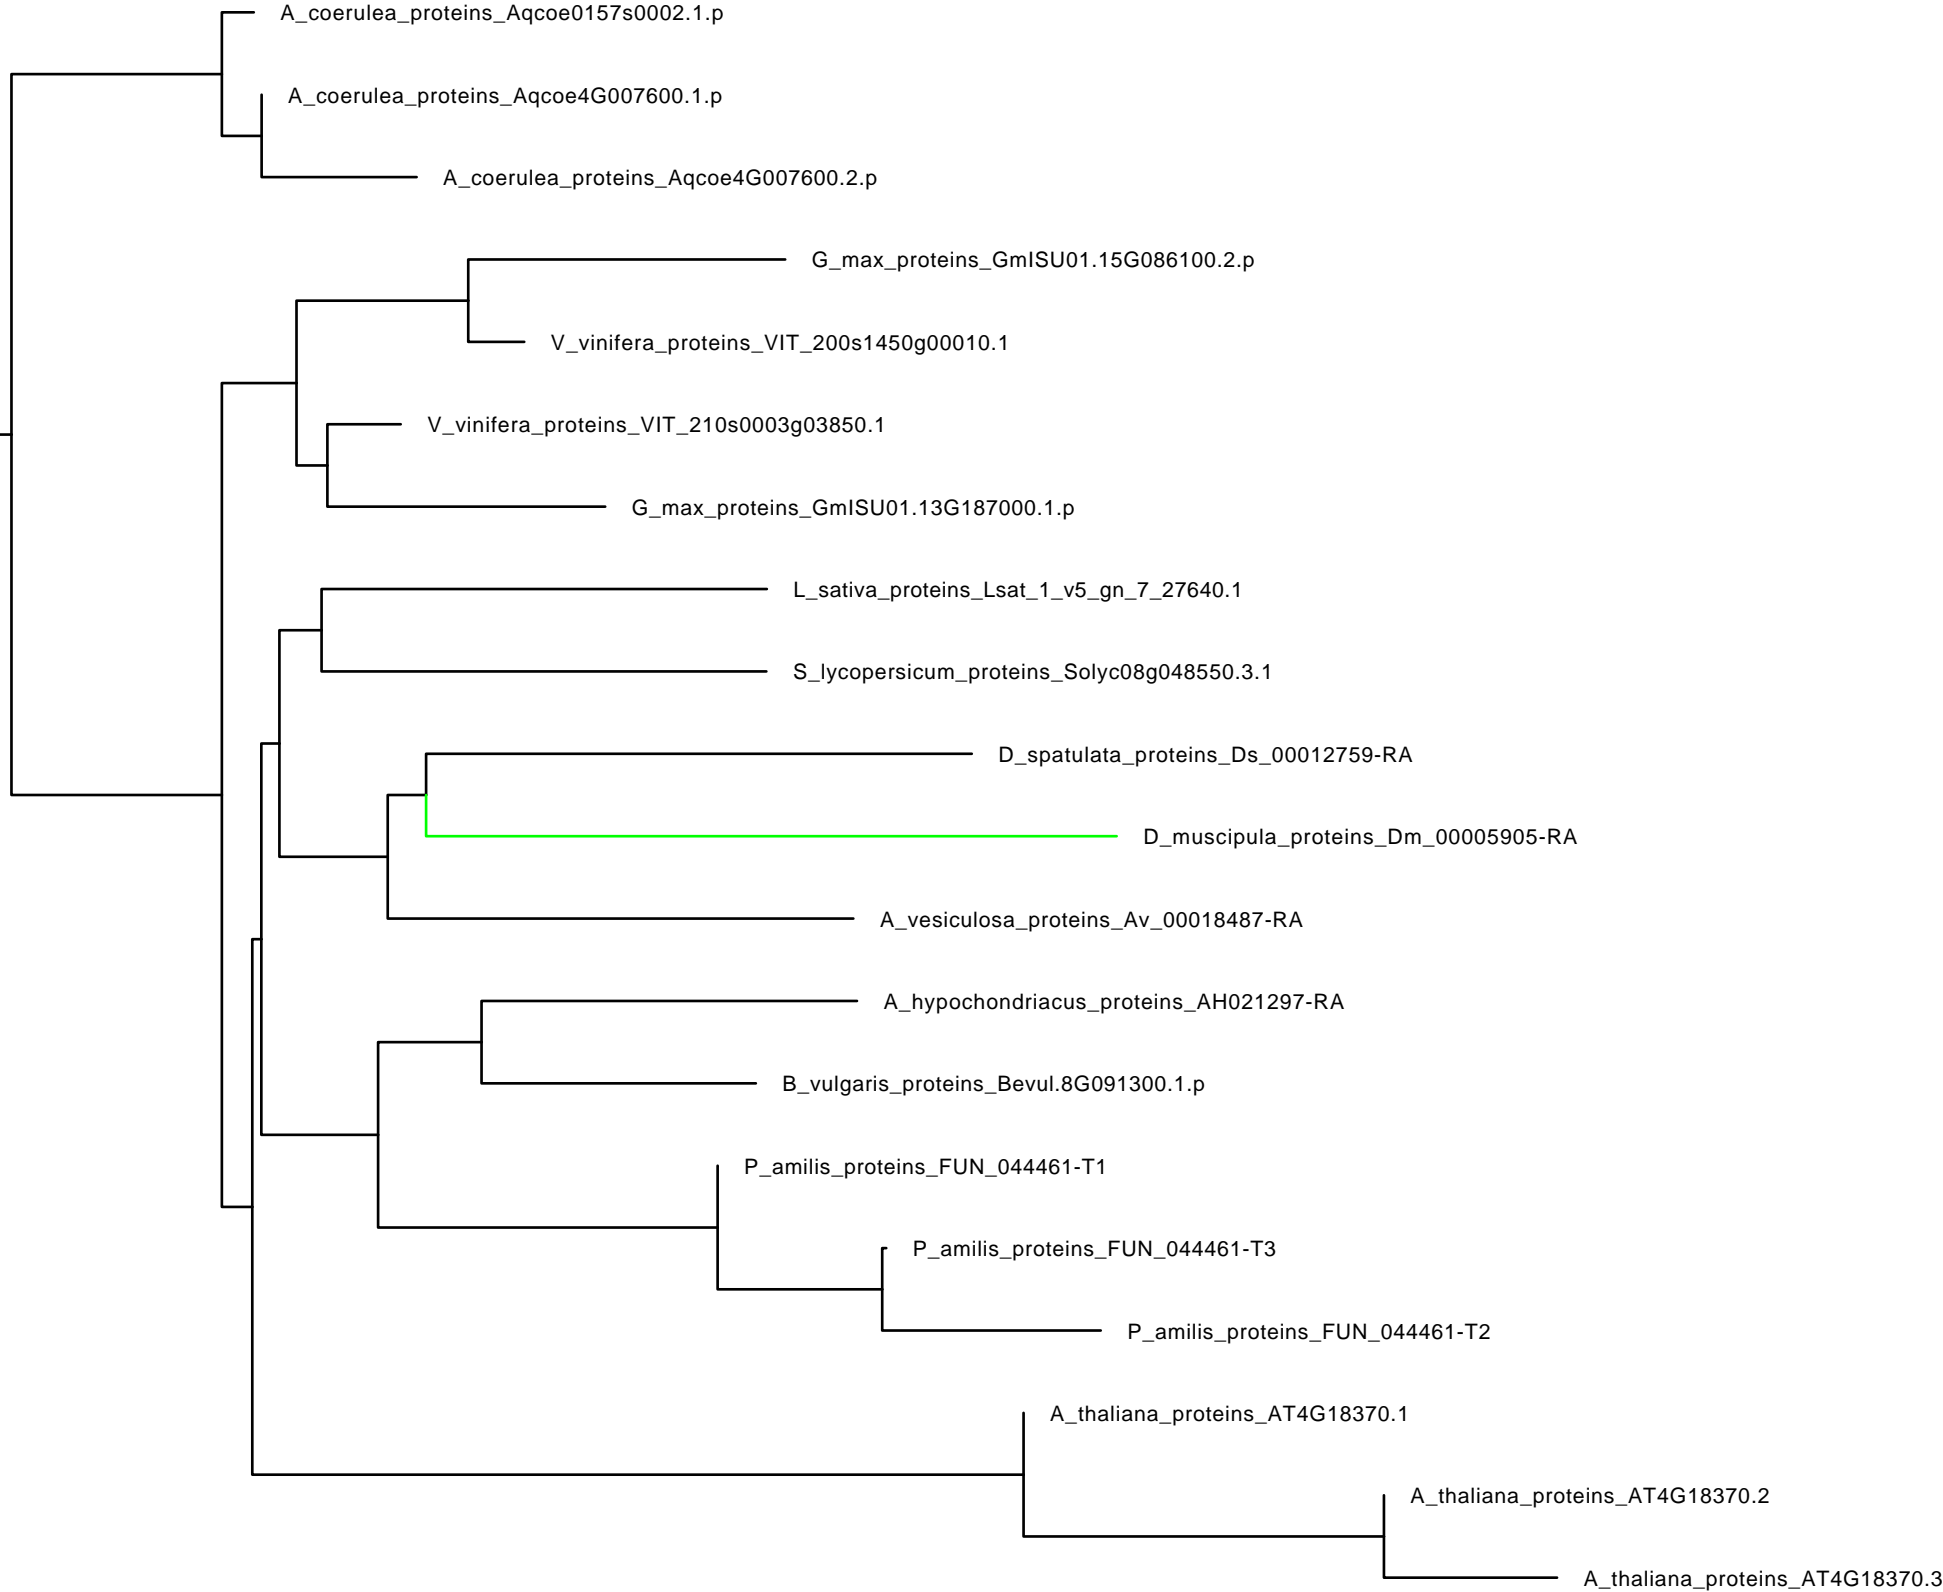 A_coerulea_proteins_Aqcoe0157s0002.1.p
A_coerulea_proteins_Aqcoe4G007600.1.p
A_coerulea_proteins_Aqcoe4G007600.2.p
G_max_proteins_GmISU01.15G086100.2.p
V_vinifera_proteins_VIT_200s1450g00010.1
V_vinifera_proteins_VIT_210s0003g03850.1
G_max_proteins_GmISU01.13G187000.1.p
L_sativa_proteins_Lsat_1_v5_gn_7_27640.1
S_lycopersicum_proteins_Solyc08g048550.3.1
D_spatulata_proteins_Ds_00012759-RA
D_muscipula_proteins_Dm_00005905-RA
A_vesiculosa_proteins_Av_00018487-RA
A_hypochondriacus_proteins_AH021297-RA
B_vulgaris_proteins_Bevul.8G091300.1.p
P_amilis_proteins_FUN_044461-T1
P_amilis_proteins_FUN_044461-T3
P_amilis_proteins_FUN_044461-T2
A_thaliana_proteins_AT4G18370.1
A_thaliana_proteins_AT4G18370.2
A_thaliana_proteins_AT4G18370.3